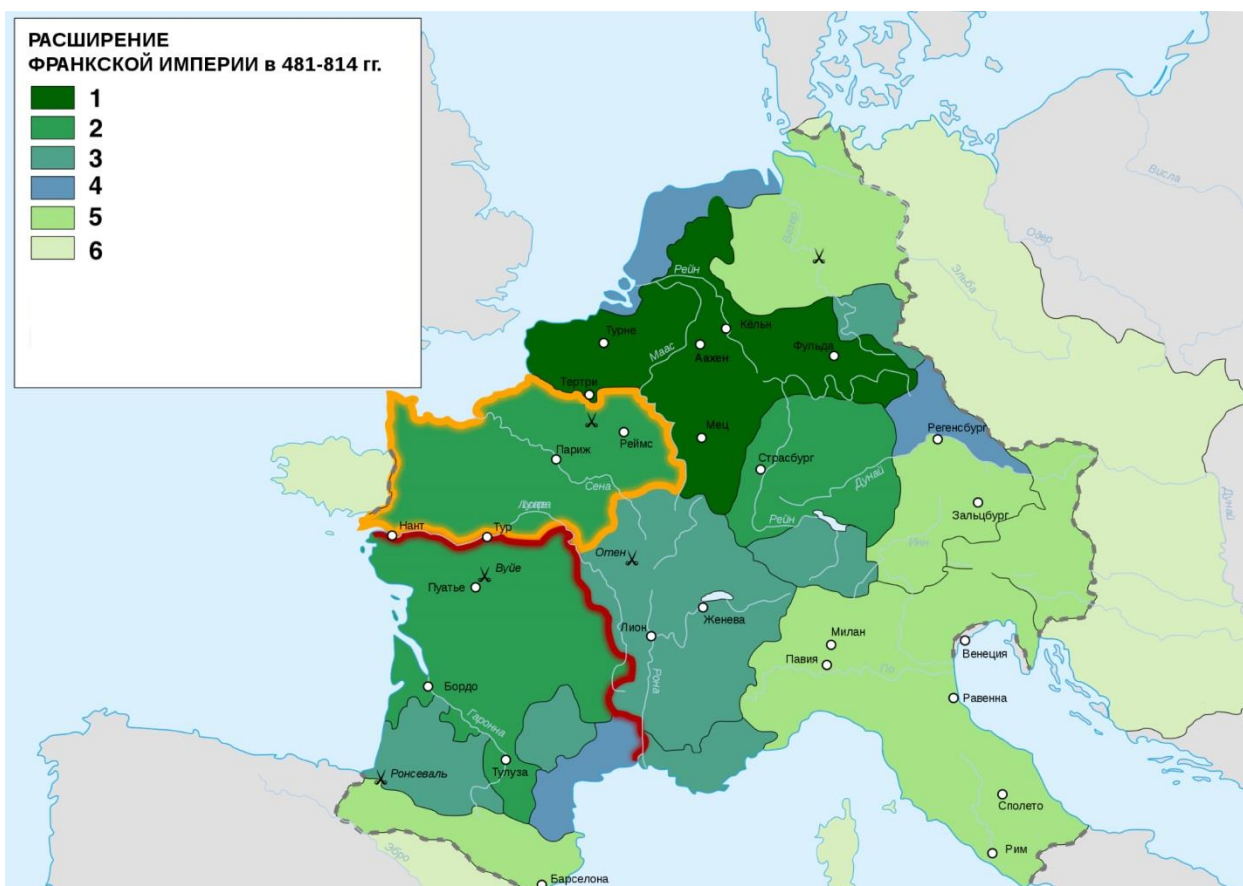 РАСШИРЕНИЕ
ФРАНКСКОЙ ИМПЕРИИ в 481-814 гг.
1
2
3
4
5
6
Висла
Одер
Везер
Эльба
Рейн
Турне
Кёльн
Маас
Аахен
Фульда
Тертри
Реймс
Мец
Регенсбург
Париж
Страсбург
Дунай
Сена
Зальцбург
Дунай
Нант
Тур
Рейн
Инн
Отен
Вуйе
Пуатье
Женева
Лион
Милан
Венеция
Павия
По
Рона
Бордо
Равенна
Гаронна
Тулуза
Ронсеваль
Сполето
Рим
Эбро
Барселона